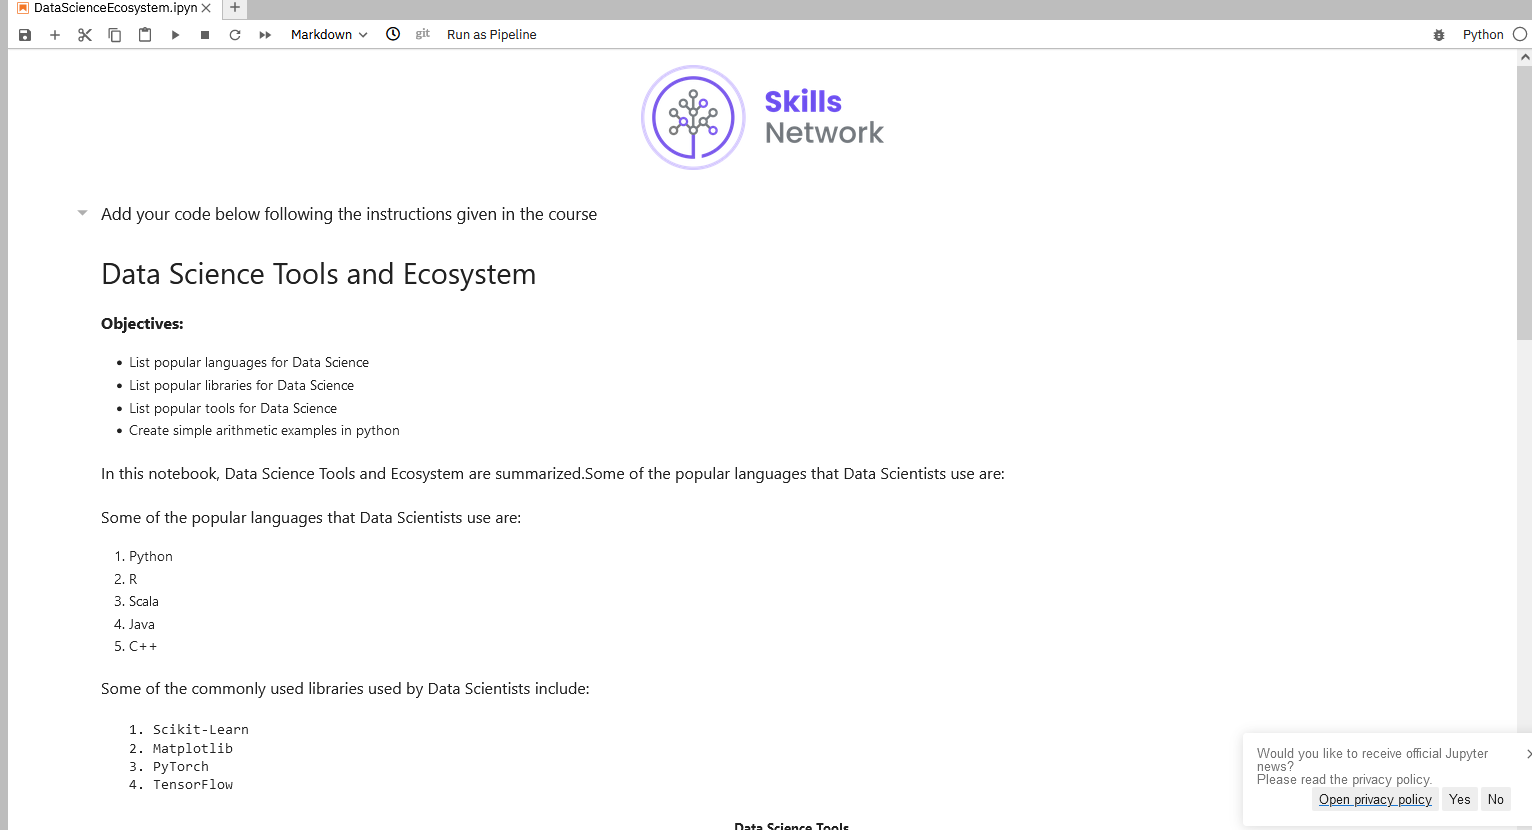 DataScienceEcosystem.ipyn
Markdown git Run as Pipeline Python
Skills
Network
Add your code below following the instructions given in the course
Data Science Tools and Ecosystem
Objectives:
• List popular languages for Data Science
• List popular libraries for Data Science
• List popular tools for Data Science
• Create simple arithmetic examples in python
In this notebook, Data Science Tools and Ecosystem are summarized.Some of the popular languages that Data Scientists use are:
Some of the popular languages that Data Scientists use are:
1. Python
2. R
3. Scala
4. Java
5. C++
Some of the commonly used libraries used by Data Scientists include:
1. Scikit-Learn
2. Matplotlib
3. PyTorch
4. TensorFlow
Data Science Tools
Would you like to receive official Jupyter
news?
Please read the privacy policy.
Open privacy policy Yes No